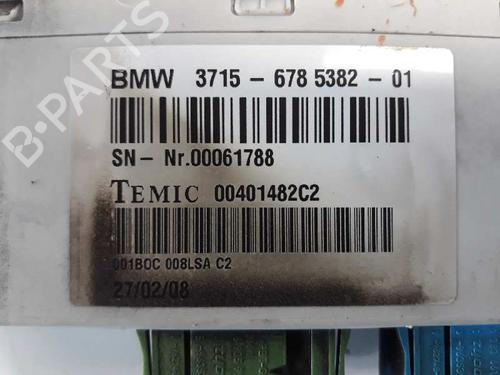 BMW 3715 - 678 5382 - 01
SN - Nr.00061788
TEMIC 00401482C2
001BOC 008LSA C2
27/02/08
B-PARTS